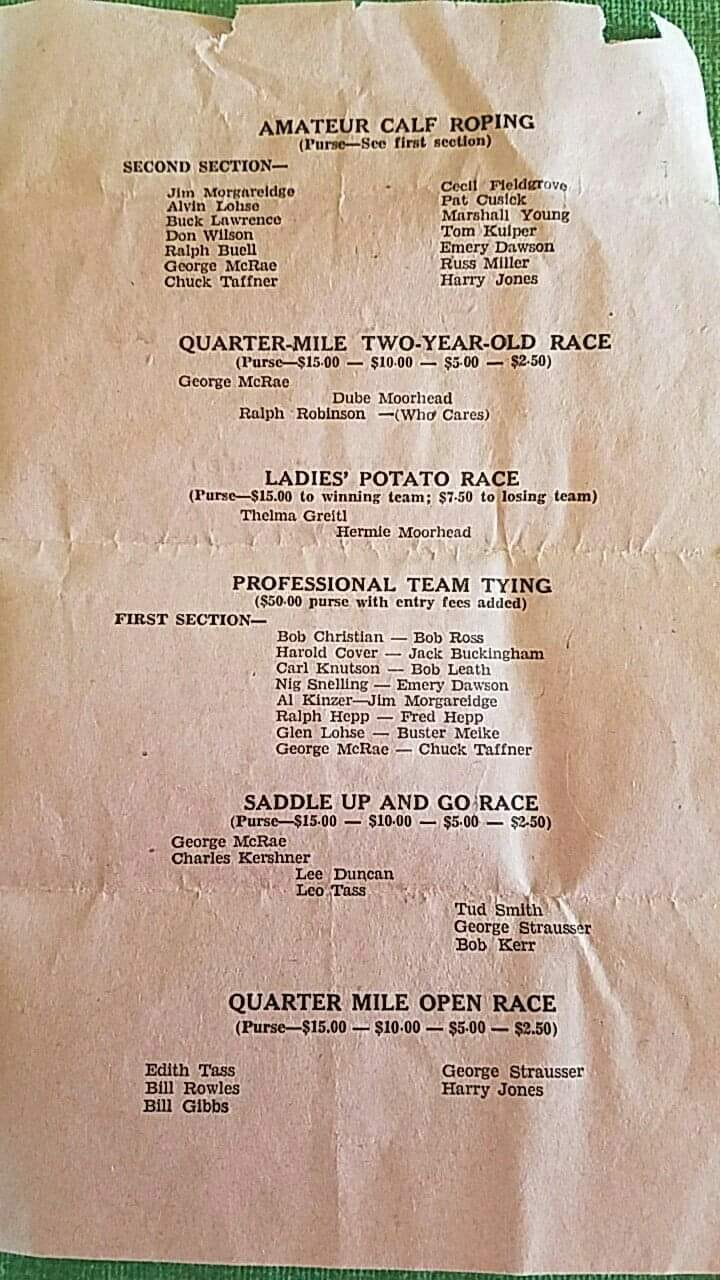 AMATEUR CALF ROPING
(Purse—See first section)
SECOND SECTION—
Jim Morgareidge
Alvin Lohse
Buck Lawrence
Don Wilson
Ralph Buell
George McRae
Chuck Taffner
Cecil Fieldgrove
Pat Cusick
Marshall Young
Tom Kuiper
Emery Dawson
Russ Miller
Harry Jones
QUARTER-MILE TWO-YEAR-OLD RACE
(Purse—$15.00 — $10.00 — $5.00 — $2.50)
George McRae
Dube Moorhead
Ralph Robinson —(Who Cares)
LADIES' POTATO RACE
(Purse—$15.00 to winning team; $7.50 to losing team)
Thelma Greitl
Hermie Moorhead
PROFESSIONAL TEAM TYING
($50.00 purse with entry fees added)
FIRST SECTION—
Bob Christian — Bob Ross
Harold Cover — Jack Buckingham
Carl Knutson — Bob Leath
Nig Snelling — Emery Dawson
Al Kinzer—Jim Morgareidge
Ralph Hepp — Fred Hepp
Glen Lohse — Buster Meike
George McRae — Chuck Taffner
SADDLE UP AND GO RACE
(Purse—$15.00 — $10.00 — $5.00 — $2.50)
George McRae
Charles Kershner
Lee Duncan
Leo Tass
Tud Smith
George Strausser
Bob Kerr
QUARTER MILE OPEN RACE
(Purse—$15.00 — $10.00 — $5.00 — $2.50)
Edith Tass
Bill Rowles
Bill Gibbs
George Strausser
Harry Jones